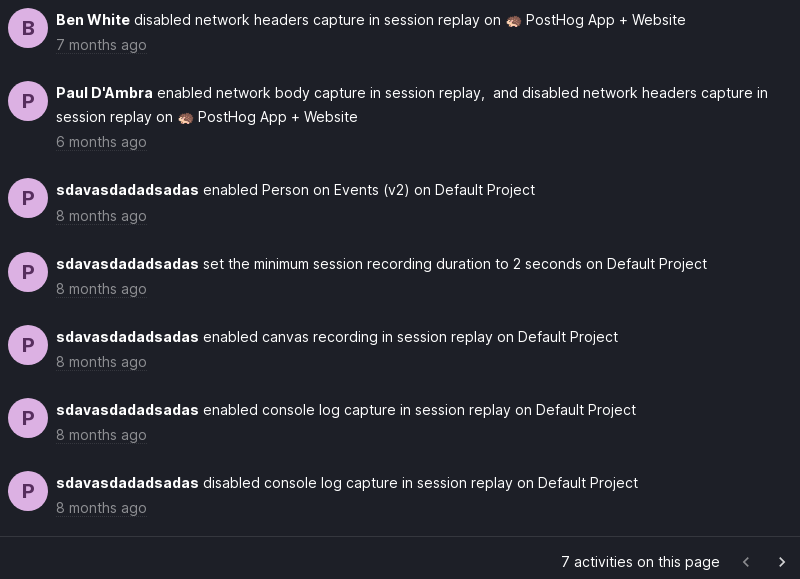 B
Ben White disabled network headers capture in session replay on 🦔 PostHog App + Website
7 months ago
P
Paul D'Ambra enabled network body capture in session replay,  and disabled network headers capture in
session replay on 🦔 PostHog App + Website
6 months ago
P
sdavasdadadsadas enabled Person on Events (v2) on Default Project
8 months ago
P
sdavasdadadsadas set the minimum session recording duration to 2 seconds on Default Project
8 months ago
P
sdavasdadadsadas enabled canvas recording in session replay on Default Project
8 months ago
P
sdavasdadadsadas enabled console log capture in session replay on Default Project
8 months ago
P
sdavasdadadsadas disabled console log capture in session replay on Default Project
8 months ago
7 activities on this page